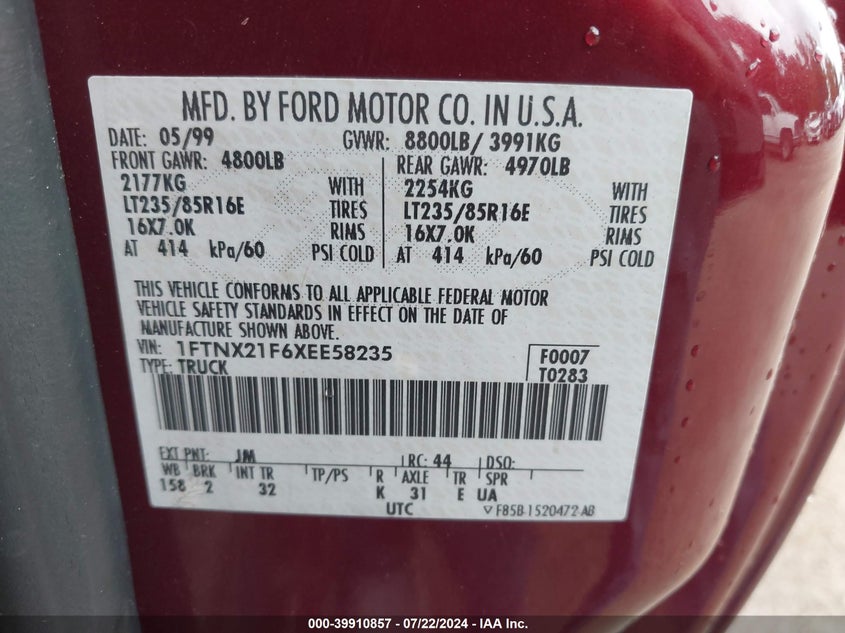 MFD. BY FORD MOTOR CO. IN U.S.A.
DATE: 05/99 GVWR: 8800LB/ 3991KG
FRONT GAWR: 4800LB REAR GAWR: 4970LB
2177KG WITH 2254KG WITH
LT235/85R16E TIRES LT235/85R16E TIRES
16X7.0K RIMS 16X7.0K RIMS
AT 414 kPa/60 PSI COLD AT 414 kPa/60 PSI COLD
THIS VEHICLE CONFORMS TO ALL APPLICABLE FEDERAL MOTOR
VEHICLE SAFETY STANDARDS IN EFFECT ON THE DATE OF
MANUFACTURE SHOWN ABOVE.
VIN: 1FTNX21F6XEE58235 F0007
TYPE: TRUCK T0283
EXT PNT: JM RC: 44 DSO:
WB BRK INT TR TP/PS R AXLE TR SPR
158 2 32 K 31 E UA
UTC F85B-1520472-AB
000-39910857 - 07/22/2024 - IAA Inc.